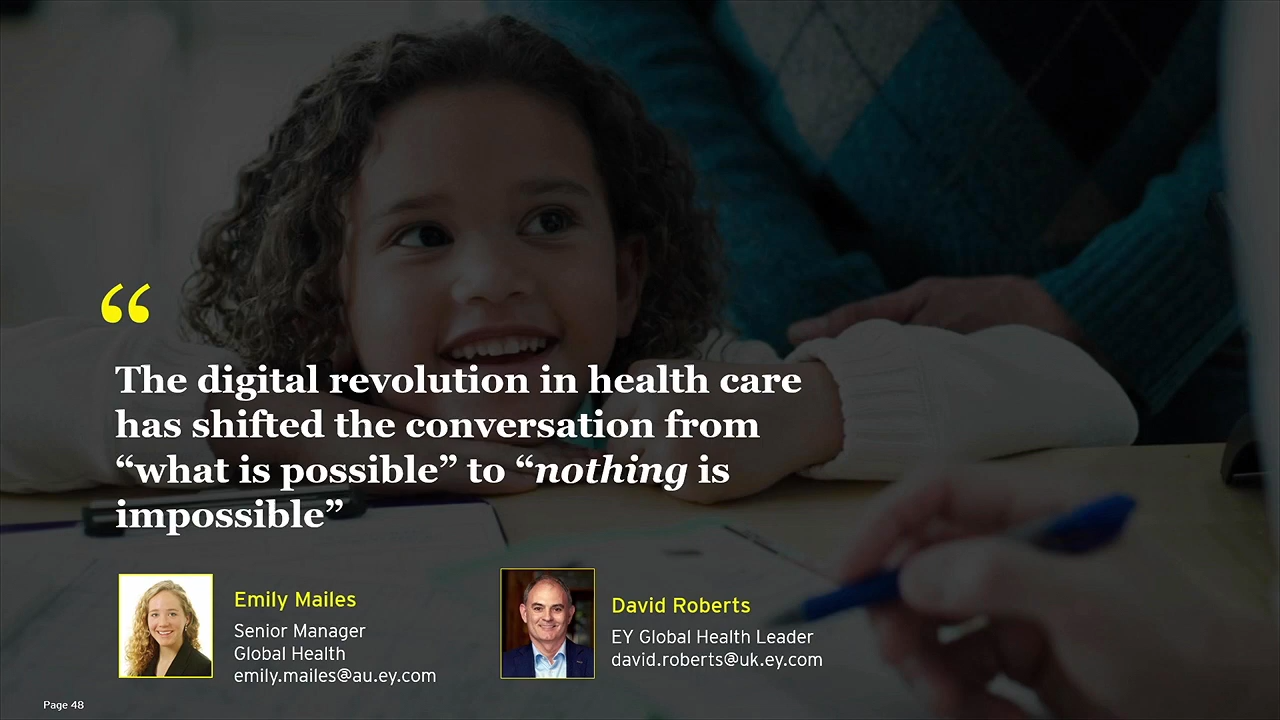 “
The digital revolution in health care
has shifted the conversation from
“what is possible” to “nothing is
impossible”
Emily Mailes
Senior Manager
Global Health
emily.mailes@au.ey.com
David Roberts
EY Global Health Leader
david.roberts@uk.ey.com
Page 48